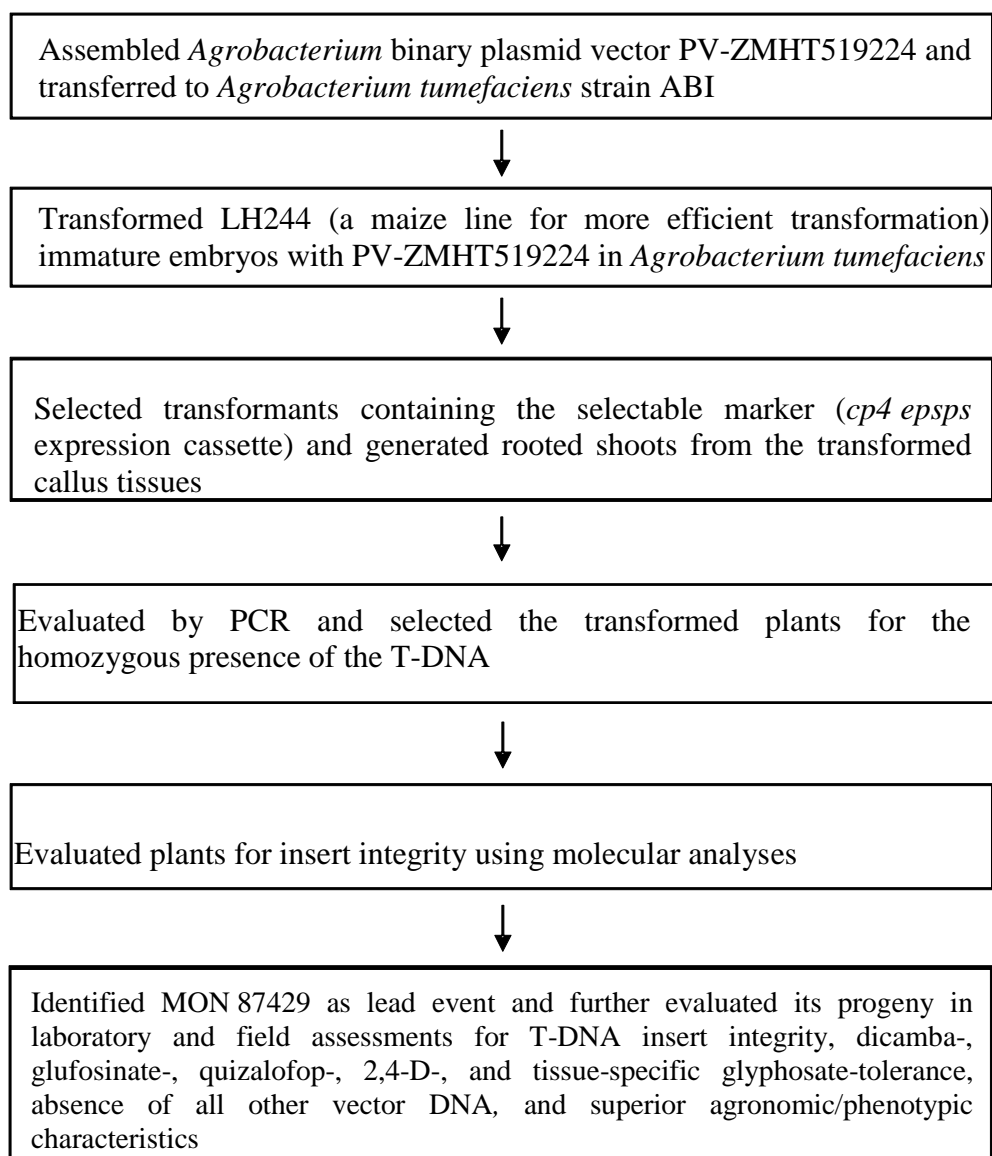 Assembled Agrobacterium binary plasmid vector PV-ZMHT519224 and
transferred to Agrobacterium tumefaciens strain ABI
Transformed LH244 (a maize line for more efficient transformation)
immature embryos with PV-ZMHT519224 in Agrobacterium tumefaciens
Selected transformants containing the selectable marker (cp4 epsps
expression cassette) and generated rooted shoots from the transformed
callus tissues
Evaluated by PCR and selected the transformed plants for the
homozygous presence of the T-DNA
Evaluated plants for insert integrity using molecular analyses
Identified MON 87429 as lead event and further evaluated its progeny in
laboratory and field assessments for T-DNA insert integrity, dicamba-,
glufosinate-, quizalofop-, 2,4-D-, and tissue-specific glyphosate-tolerance,
absence of all other vector DNA, and superior agronomic/phenotypic
characteristics